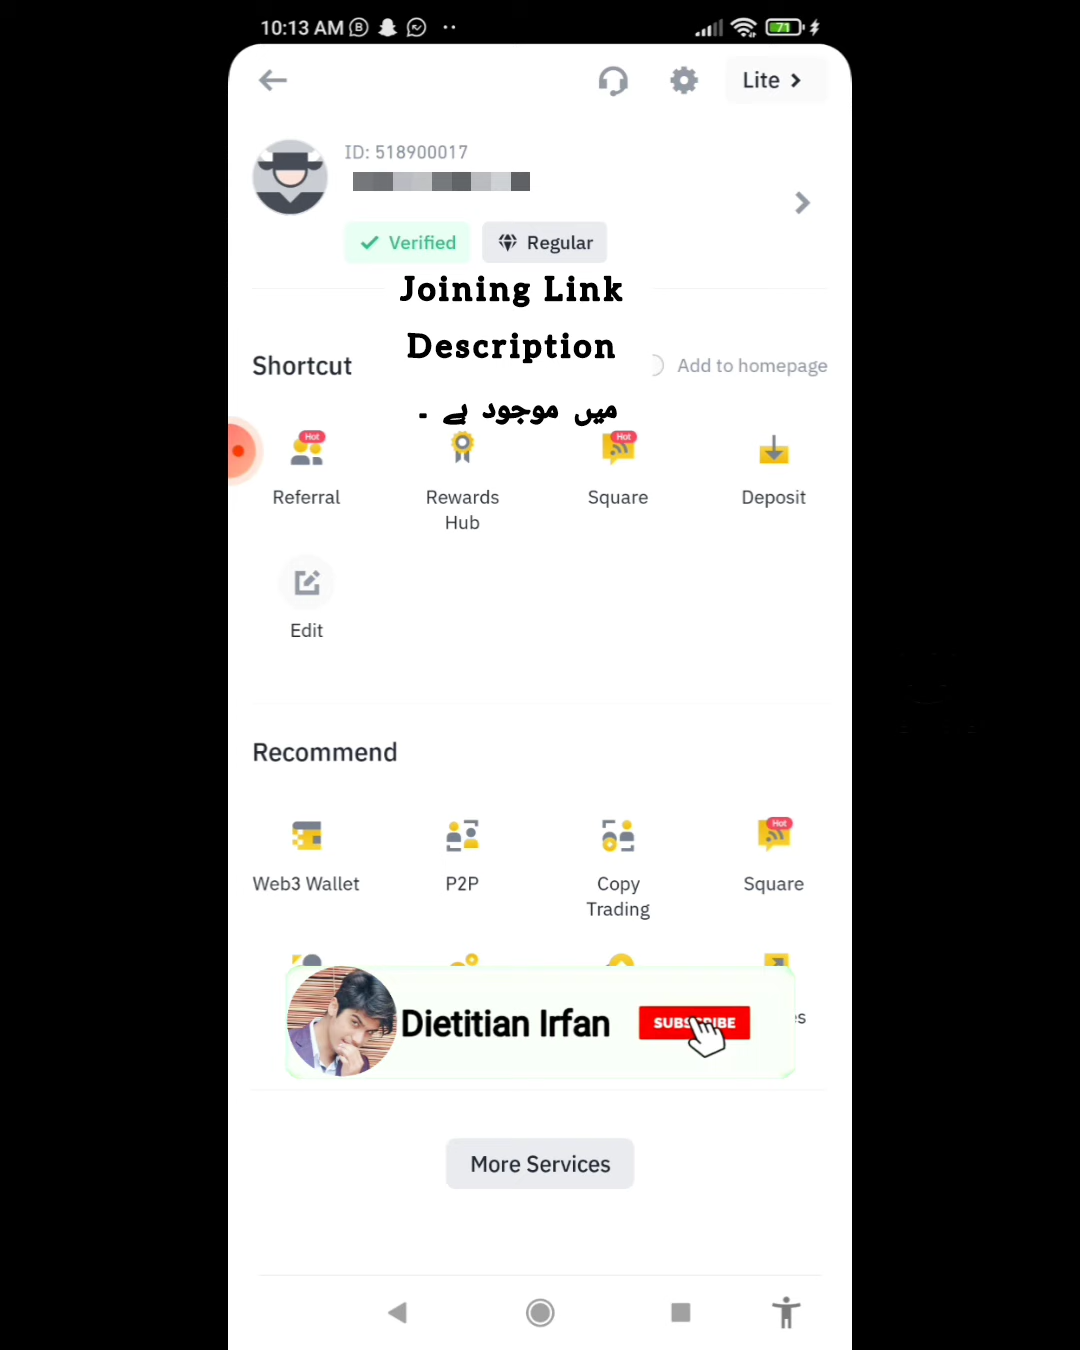 10:13 AM
71
Lite
ID: 518900017
Verified
Regular
Joining Link
Description
میں موجود ہے ۔
Shortcut
Add to homepage
Hot
Hot
Referral
Rewards
Hub
Square
Deposit
Edit
Recommend
Hot
Web3 Wallet
P2P
Copy
Trading
Square
Dietitian Irfan
SUBSCRIBE
More Services